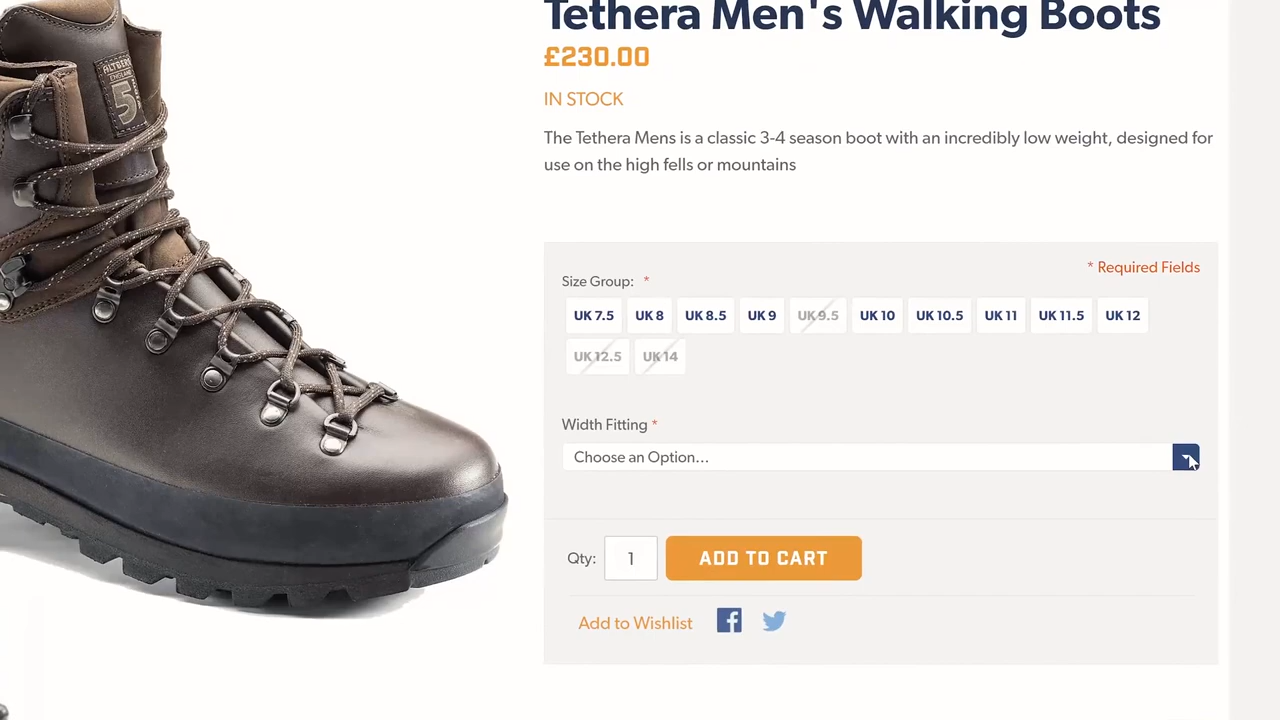 Tethera Men's Walking Boots
£230.00
IN STOCK
The Tethera Mens is a classic 3-4 season boot with an incredibly low weight, designed for
use on the high fells or mountains
* Required Fields
Size Group: *
UK 7.5 UK 8 UK 8.5 UK 9 UK 9.5 UK 10 UK 10.5 UK 11 UK 11.5 UK 12
UK 12.5 UK 14
Width Fitting *
Choose an Option...
Qty: 1 ADD TO CART
Add to Wishlist
ALTBERG
ENGLAND
5